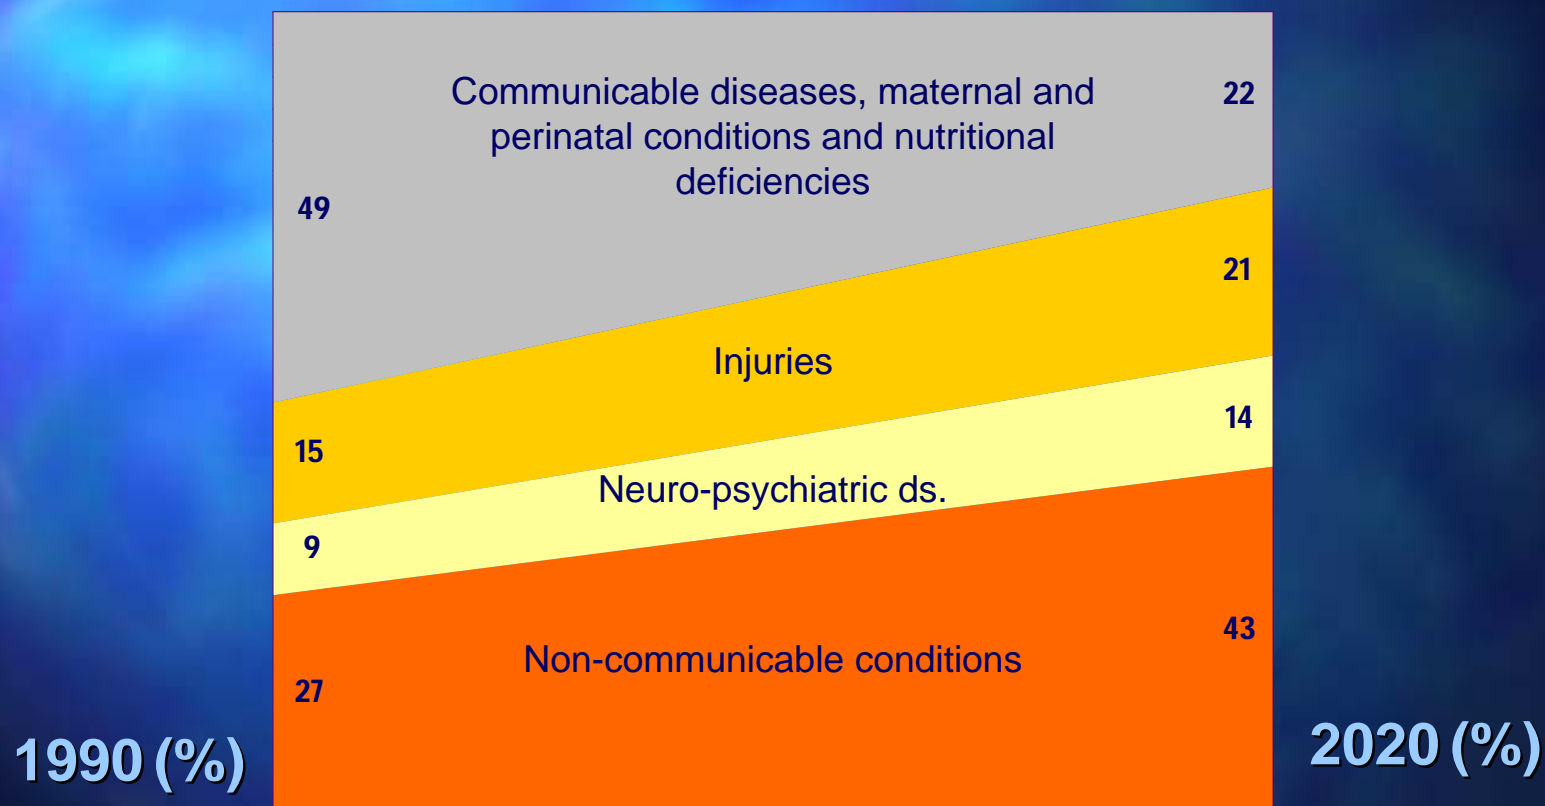 Communicable diseases, maternal and
perinatal conditions and nutritional
deficiencies
22
49
21
Injuries
14
15
Neuro-psychiatric ds.
9
43
Non-communicable conditions
27
1990 (%)
2020 (%)